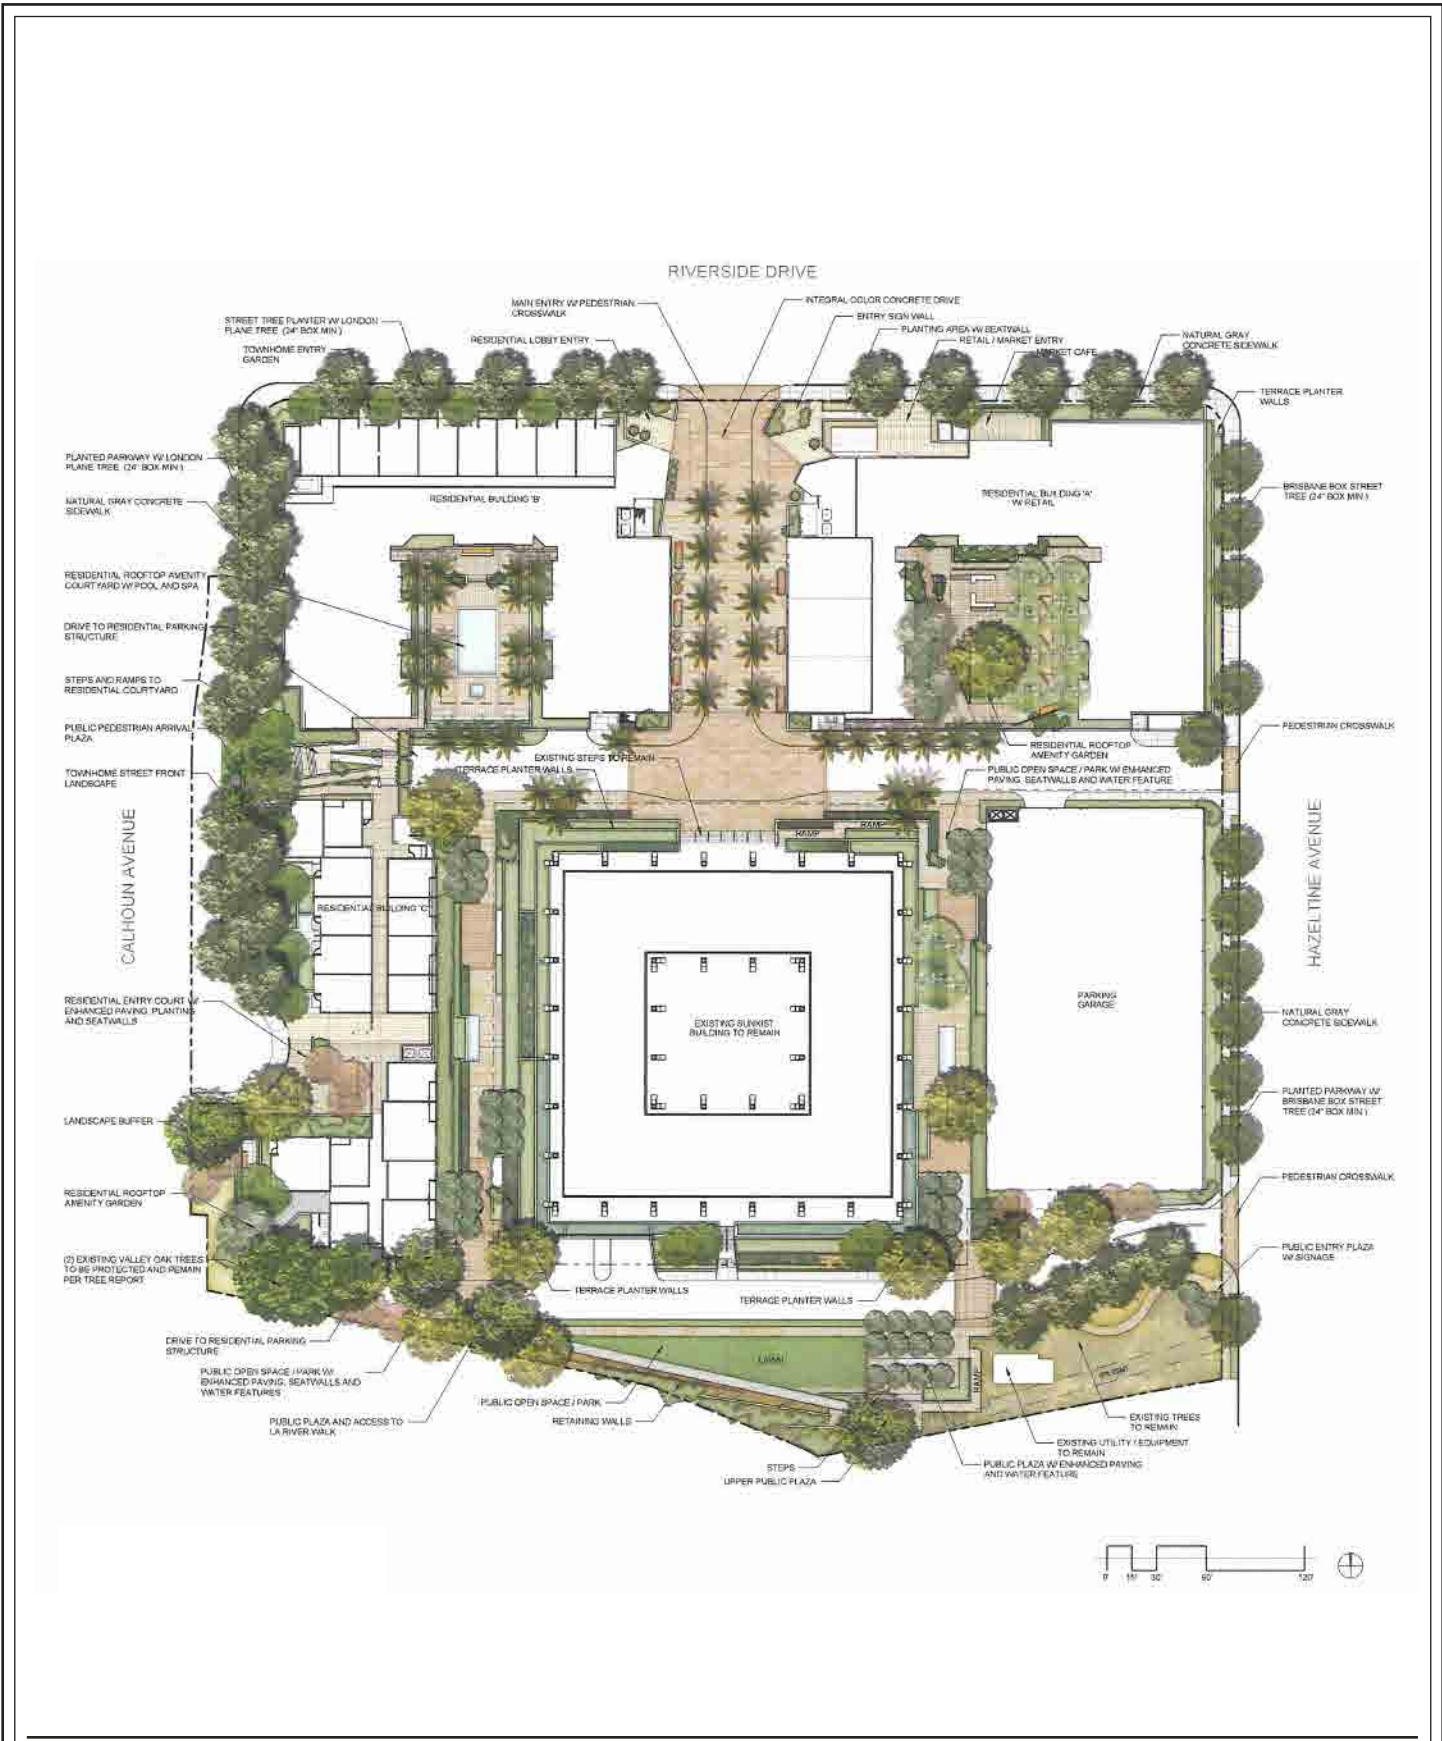 RIVERSIDE DRIVE
MAIN ENTRY W/ PEDESTRIAN
CROSSWALK
INTEGRAL COLOR CONCRETE DRIVE
STREET TREE PLANTER W/ LONDON
PLANE TREE (24" BOX MIN.)
ENTRY SIGN WALL
PLANTING AREA W/ SEATWALL
RESIDENTIAL LOBBY ENTRY
RETAIL / MARKET ENTRY
NATURAL GRAY
CONCRETE SIDEWALK
TOWNHOME ENTRY
GARDEN
MARKET CAFE
TERRACE PLANTER
WALLS
PLANTED PARKWAY W/ LONDON
PLANE TREE (24" BOX MIN.)
BRISBANE BOX STREET
TREE (24" BOX MIN.)
RESIDENTIAL BUILDING 'B'
RESIDENTIAL BUILDING 'A'
W/ RETAIL
NATURAL GRAY CONCRETE
SIDEWALK
RESIDENTIAL ROOFTOP AMENITY
COURTYARD W/ POOL AND SPA
DRIVE TO RESIDENTIAL PARKING
STRUCTURE
STEPS AND RAMPS TO
RESIDENTIAL COURTYARD
PUBLIC PEDESTRIAN ARRIVAL
PLAZA
PEDESTRIAN CROSSWALK
RESIDENTIAL ROOFTOP
AMENITY GARDEN
EXISTING STEPS TO REMAIN
TERRACE PLANTER WALLS
PUBLIC OPEN SPACE / PARK W/ ENHANCED
PAVING, SEATWALLS AND WATER FEATURE
TOWNHOME STREET FRONT
LANDSCAPE
RAMP
RAMP
CALHOUN AVENUE
HAZELTINE AVENUE
RESIDENTIAL BUILDING 'C'
RESIDENTIAL ENTRY COURT W/
ENHANCED PAVING, PLANTING
AND SEATWALLS
PARKING
GARAGE
EXISTING SUNKIST
BUILDING TO REMAIN
NATURAL GRAY
CONCRETE SIDEWALK
PLANTED PARKWAY W/
BRISBANE BOX STREET
TREE (24" BOX MIN.)
LANDSCAPE BUFFER
PEDESTRIAN CROSSWALK
RESIDENTIAL ROOFTOP
AMENITY GARDEN
PUBLIC ENTRY PLAZA
W/ SIGNAGE
(2) EXISTING VALLEY OAK TREES
TO BE PROTECTED AND REMAIN
PER TREE REPORT
TERRACE PLANTER WALLS
TERRACE PLANTER WALLS
DRIVE TO RESIDENTIAL PARKING
STRUCTURE
LAWN
PUBLIC OPEN SPACE / PARK W/
ENHANCED PAVING, SEATWALLS AND
WATER FEATURES
RAMP
PUBLIC OPEN SPACE / PARK
RETAINING WALLS
PUBLIC PLAZA AND ACCESS TO
LA RIVER WALK
EXISTING TREES
TO REMAIN
EXISTING UTILITY / EQUIPMENT
TO REMAIN
STEPS
UPPER PUBLIC PLAZA
PUBLIC PLAZA W/ ENHANCED PAVING
AND WATER FEATURE
0' 15' 30' 60' 120'